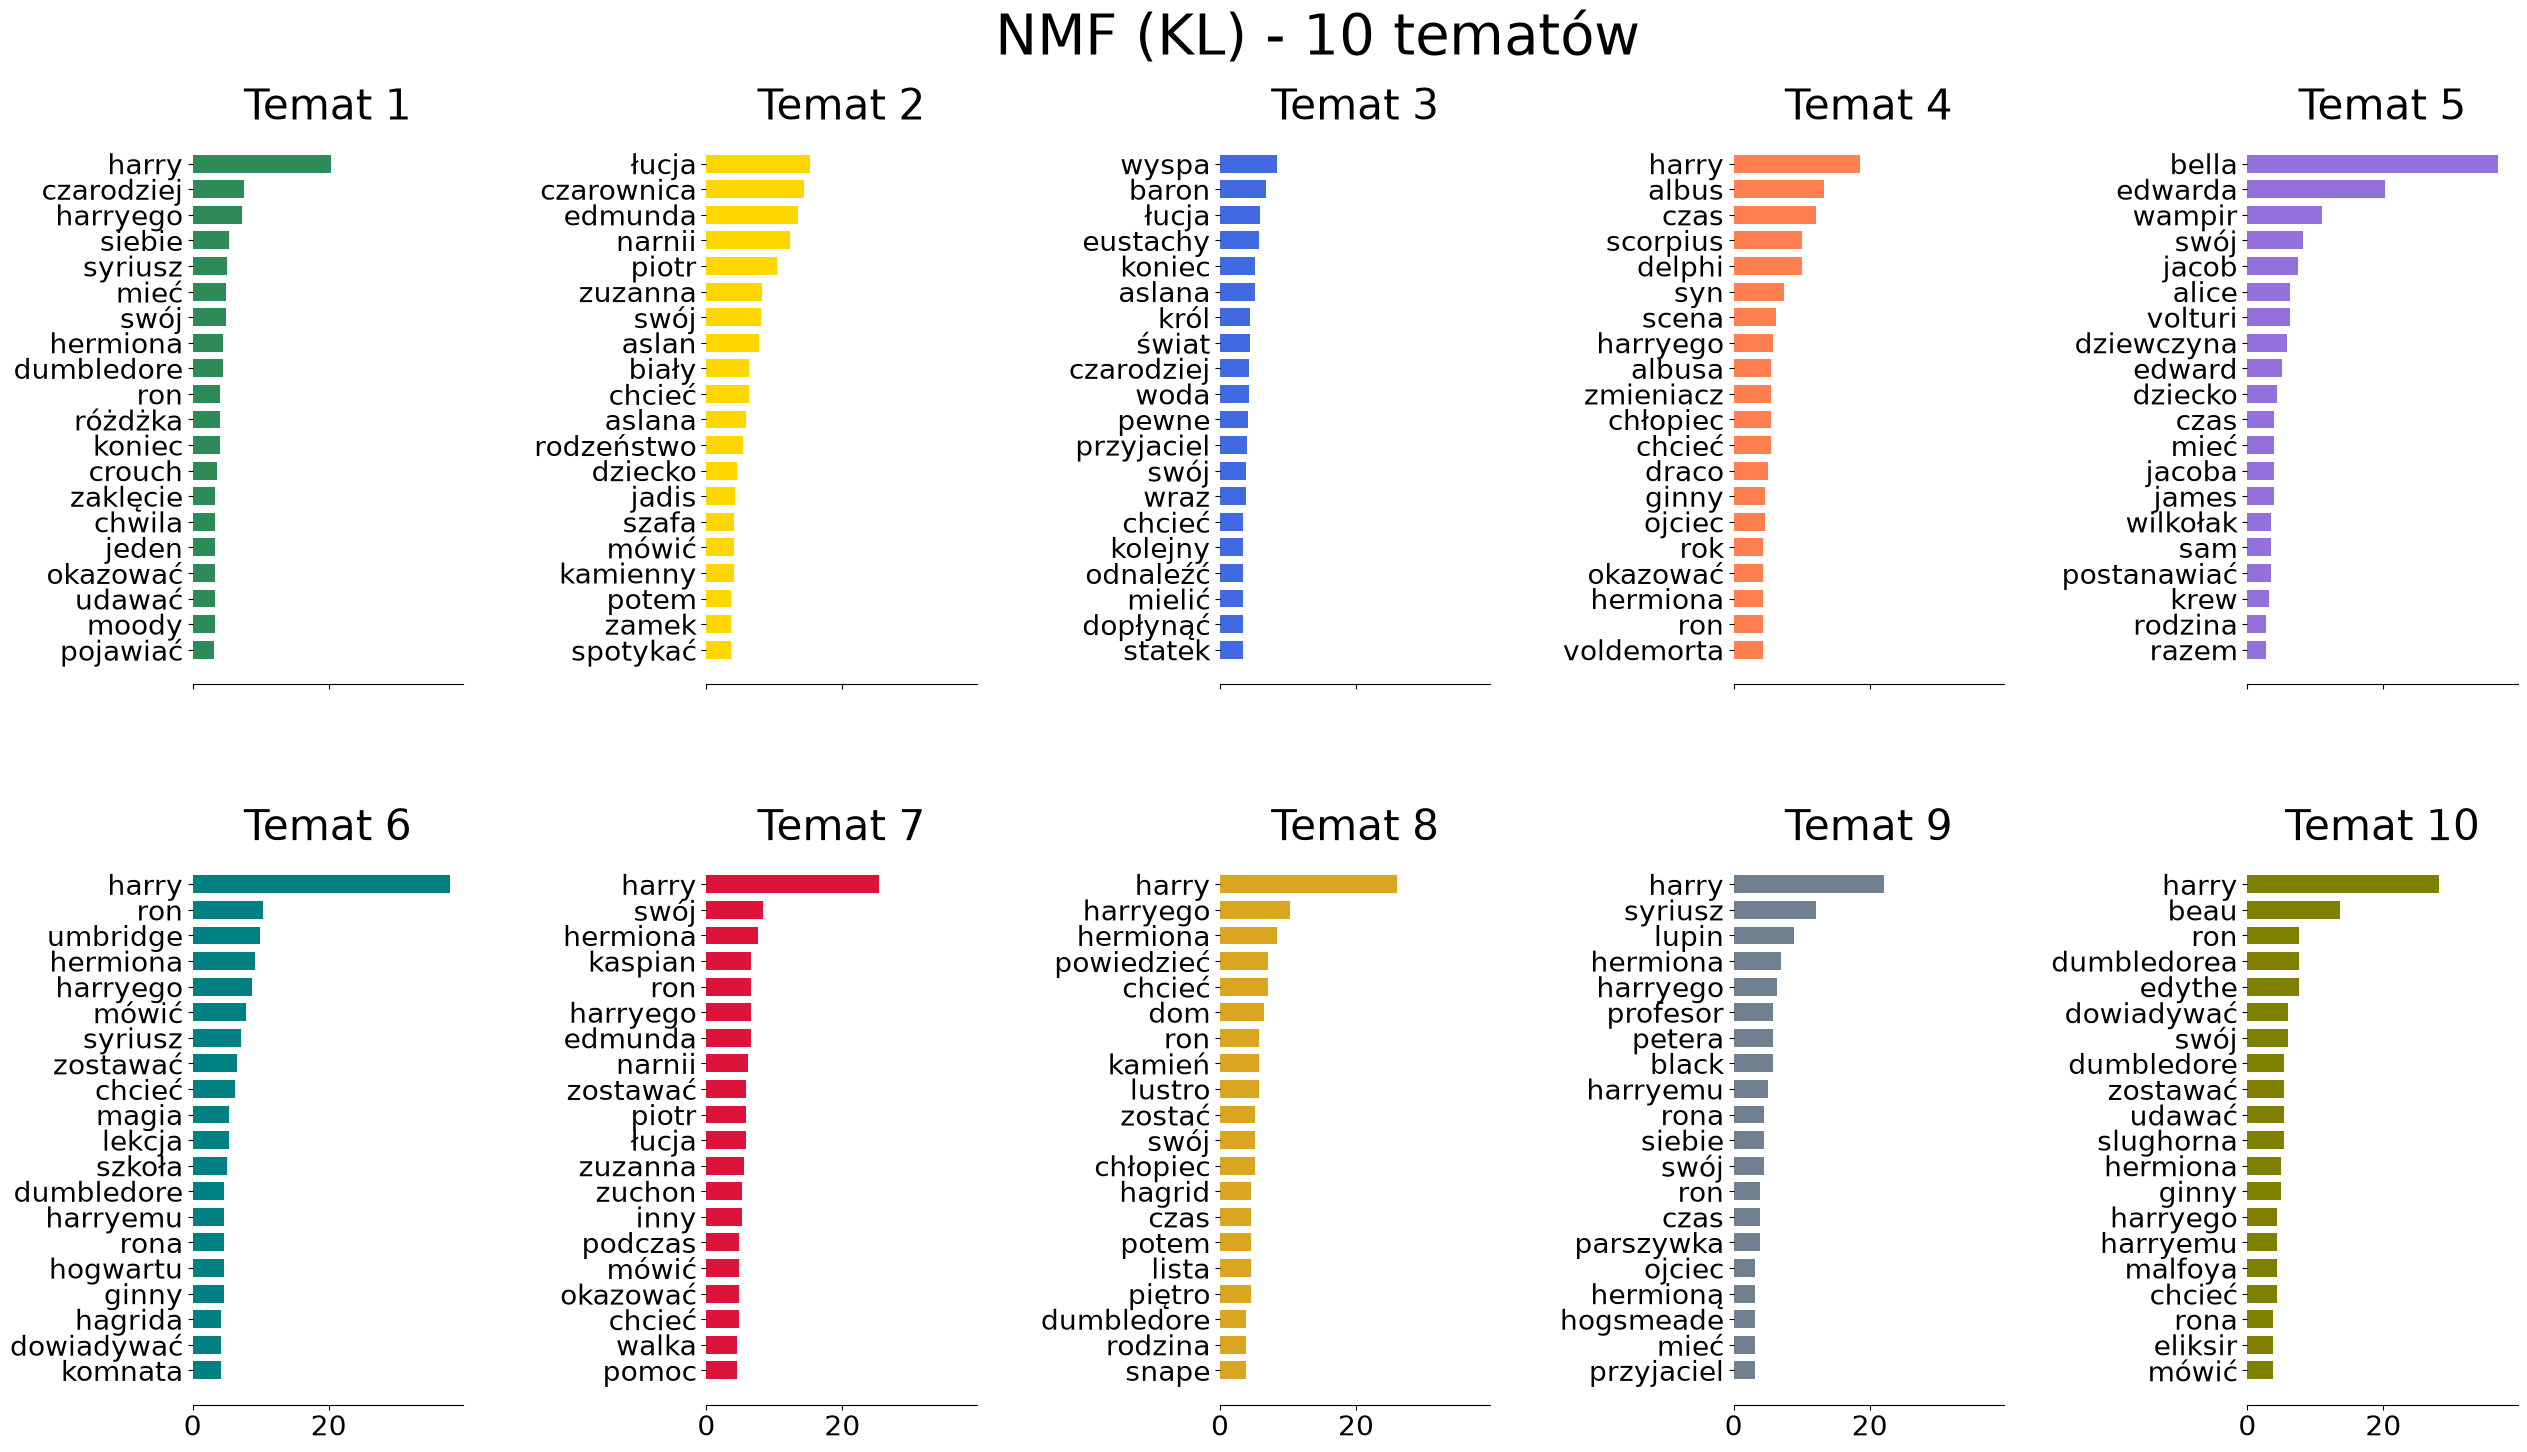 NMF (KL) - 10 tematów
Temat 1
harry
czarodziej
harryego
siebie
syriusz
mieć
swój
hermiona
dumbledore
ron
różdżka
koniec
crouch
zaklęcie
chwila
jeden
okazować
udawać
moody
pojawiać
Temat 2
łucja
czarownica
edmunda
narnii
piotr
zuzanna
swój
aslan
biały
chcieć
aslana
rodzeństwo
dziecko
jadis
szafa
mówić
kamienny
potem
zamek
spotykać
Temat 3
wyspa
baron
łucja
eustachy
koniec
aslana
król
świat
czarodziej
woda
pewne
przyjaciel
swój
wraz
chcieć
kolejny
odnaleźć
mielić
dopłynąć
statek
Temat 4
harry
albus
czas
scorpius
delphi
syn
scena
harryego
albusa
zmieniacz
chłopiec
chcieć
draco
ginny
ojciec
rok
okazować
hermiona
ron
voldemorta
Temat 5
bella
edwarda
wampir
swój
jacob
alice
volturi
dziewczyna
edward
dziecko
czas
mieć
jacoba
james
wilkołak
sam
postanawiać
krew
rodzina
razem
Temat 6
harry
ron
umbridge
hermiona
harryego
mówić
syriusz
zostawać
chcieć
magia
lekcja
szkoła
dumbledore
harryemu
rona
hogwartu
ginny
hagrida
dowiadywać
komnata
0 20
Temat 7
harry
swój
hermiona
kaspian
ron
harryego
edmunda
narnii
zostawać
piotr
łucja
zuzanna
zuchon
inny
podczas
mówić
okazować
chcieć
walka
pomoc
0 20
Temat 8
harry
harryego
hermiona
powiedzieć
chcieć
dom
ron
kamień
lustro
zostać
swój
chłopiec
hagrid
czas
potem
lista
piętro
dumbledore
rodzina
snape
0 20
Temat 9
harry
syriusz
lupin
hermiona
harryego
profesor
petera
black
harryemu
rona
siebie
swój
ron
czas
parszywka
ojciec
hermioną
hogsmeade
mieć
przyjaciel
0 20
Temat 10
harry
beau
ron
dumbledorea
edythe
dowiadywać
swój
dumbledore
zostawać
udawać
slughorna
hermiona
ginny
harryego
harryemu
malfoya
chcieć
rona
eliksir
mówić
0 20